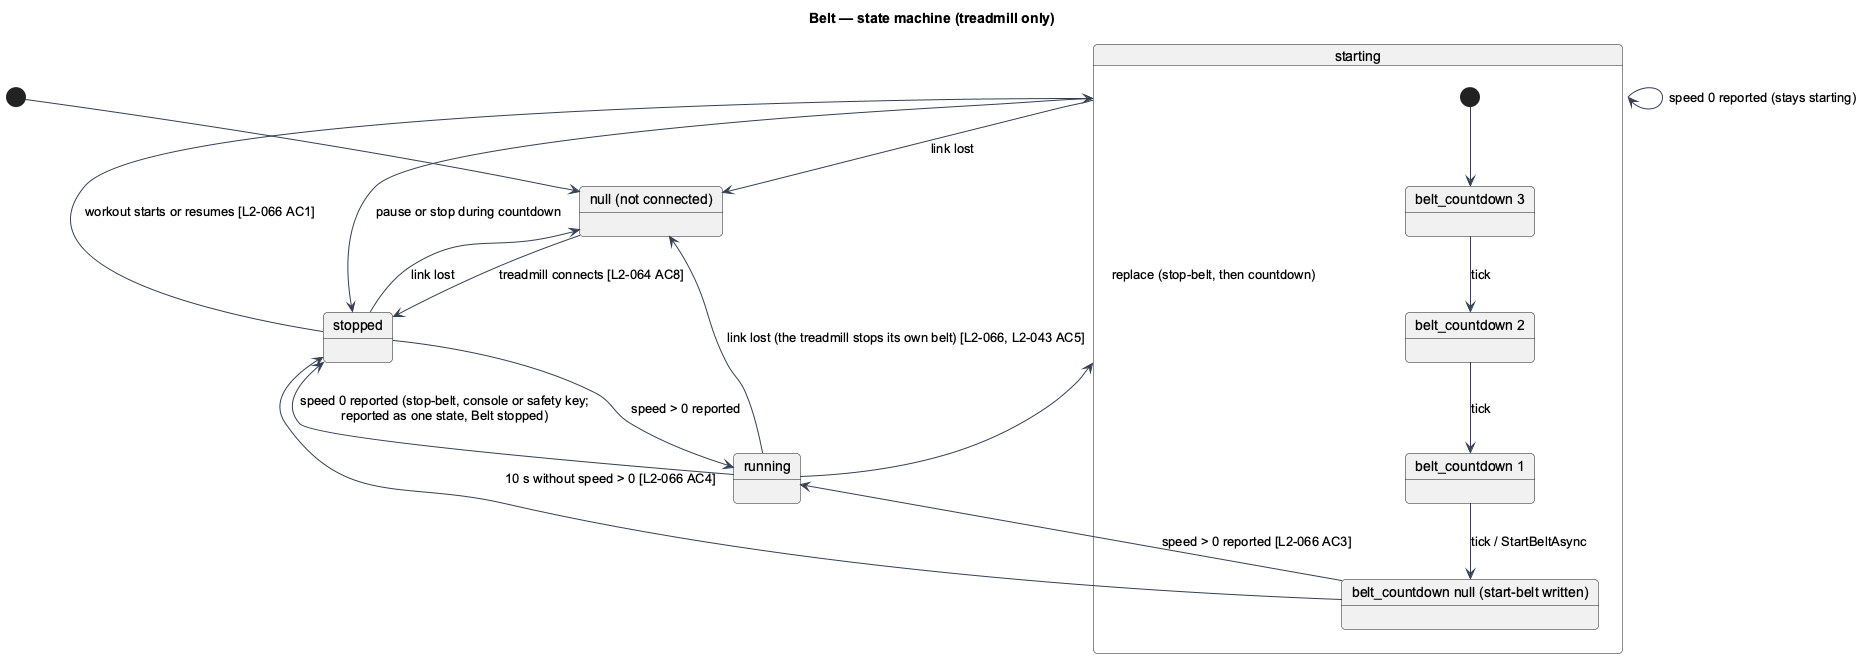 Belt — state machine (treadmill only)
starting
speed 0 reported (stays starting)
link lost
null (not connected)
belt_countdown 3
workout starts or resumes [L2-066 AC1]
pause or stop during countdown
link lost
treadmill connects [L2-064 AC8]
replace (stop-belt, then countdown)
tick
stopped
belt_countdown 2
link lost (the treadmill stops its own belt) [L2-066, L2-043 AC5]
speed 0 reported (stop-belt, console or safety key;
reported as one state, Belt stopped)
speed > 0 reported
tick
running
belt_countdown 1
10 s without speed > 0 [L2-066 AC4]
speed > 0 reported [L2-066 AC3]
tick / StartBeltAsync
belt_countdown null (start-belt written)